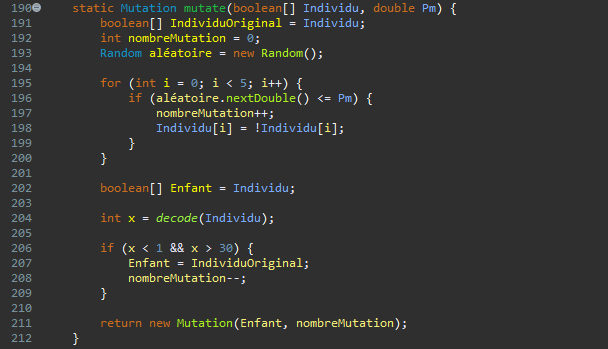 190 static Mutation mutate(boolean[] Individu, double Pm) {
191 boolean[] IndividuOriginal = Individu;
192 int nombreMutation = 0;
193 Random aléatoire = new Random();
194
195 for (int i = 0; i < 5; i++) {
196 if (aléatoire.nextDouble() <= Pm) {
197 nombreMutation++;
198 Individu[i] = !Individu[i];
199 }
200 }
201
202 boolean[] Enfant = Individu;
203
204 int x = decode(Individu);
205
206 if (x < 1 && x > 30) {
207 Enfant = IndividuOriginal;
208 nombreMutation--;
209 }
210
211 return new Mutation(Enfant, nombreMutation);
212 }